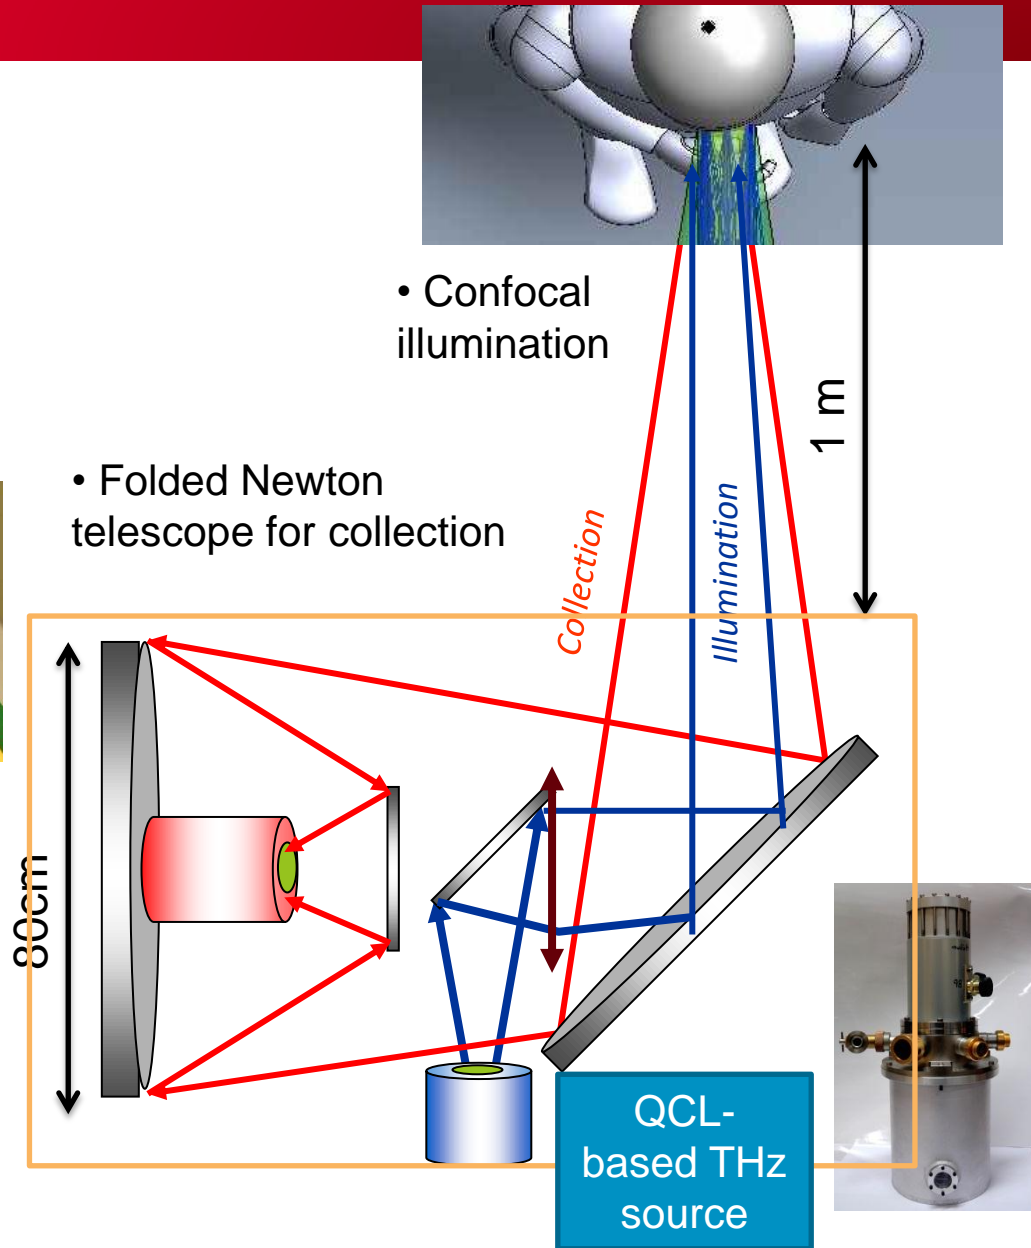 • Confocal
illumination
1 m
• Folded Newton
telescope for collection
Collection
Illumination
80cm
QCL-
based THz
source